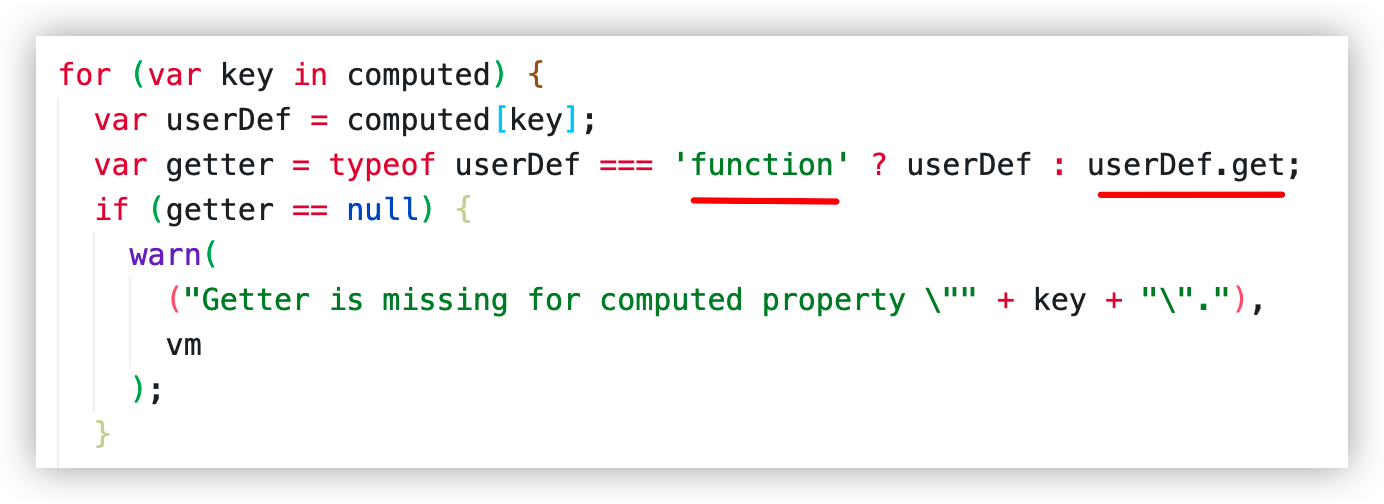 for (var key in computed) {
var userDef = computed[key];
var getter = typeof userDef === 'function' ? userDef : userDef.get;
if (getter == null) {
warn(
("Getter is missing for computed property \"" + key + "\"."),
vm
);
}